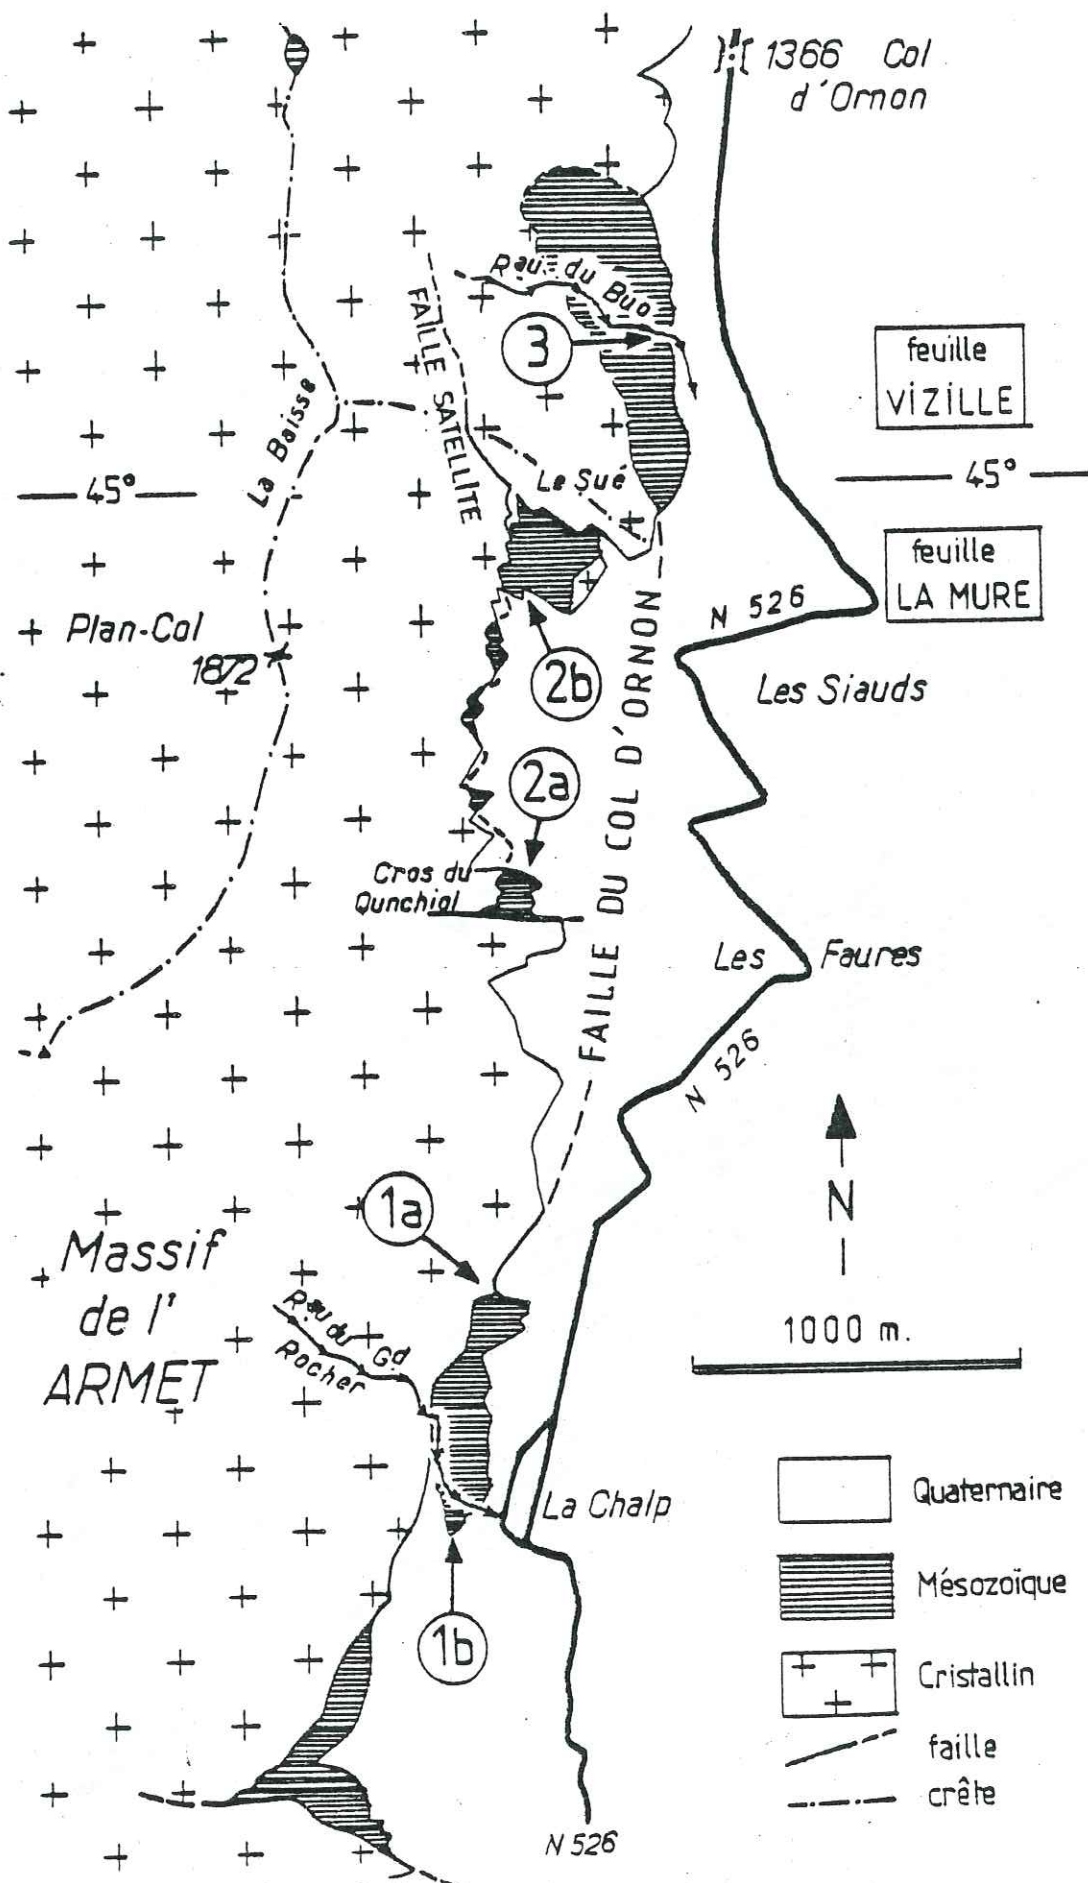 1366 Col
d'Ornon
Rau du Buo
FAILLE SATELLITE
3
feuille
VIZILLE
La Baisse
Le Sué
45°
45°
feuille
LA MURE
N 526
Plan-Col
1872
2b
Les Siauds
2a
FAILLE DU COL D'ORNON
Cros du
Qunchial
Les Faures
N 526
1a
N
Massif
de l'
ARMET
Rau du Gd
Rocher
1000 m.
La Chalp
Quaternaire
Mésozoïque
1b
Cristallin
faille
crête
N 526